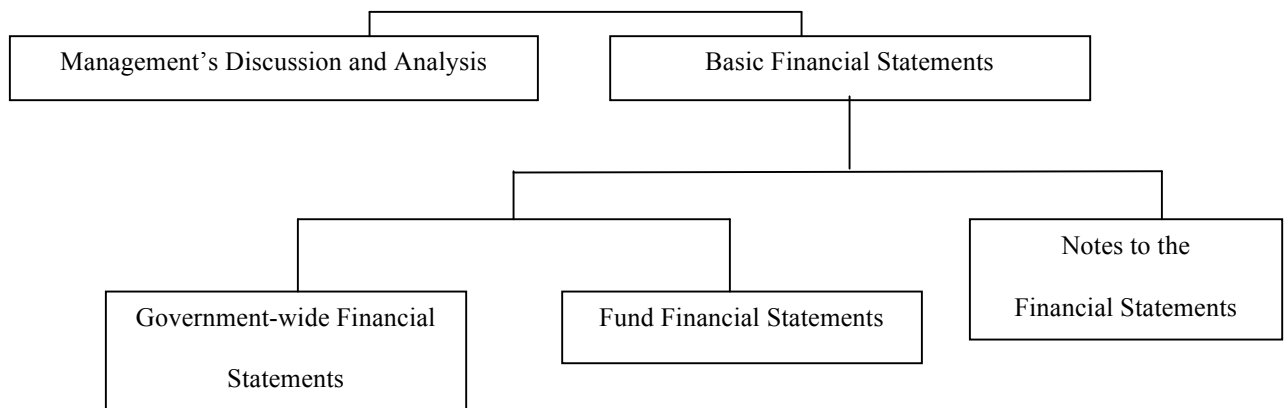 Management’s Discussion and Analysis
Basic Financial Statements
Notes to the
Financial Statements
Government-wide Financial
Statements
Fund Financial Statements